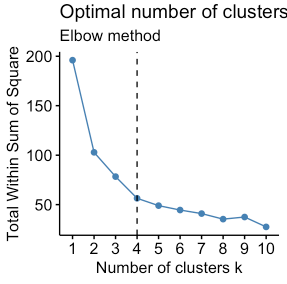 Optimal number of clusters
Elbow method
Total Within Sum of Square
200
150
100
50
1 2 3 4 5 6 7 8 9 10
Number of clusters k